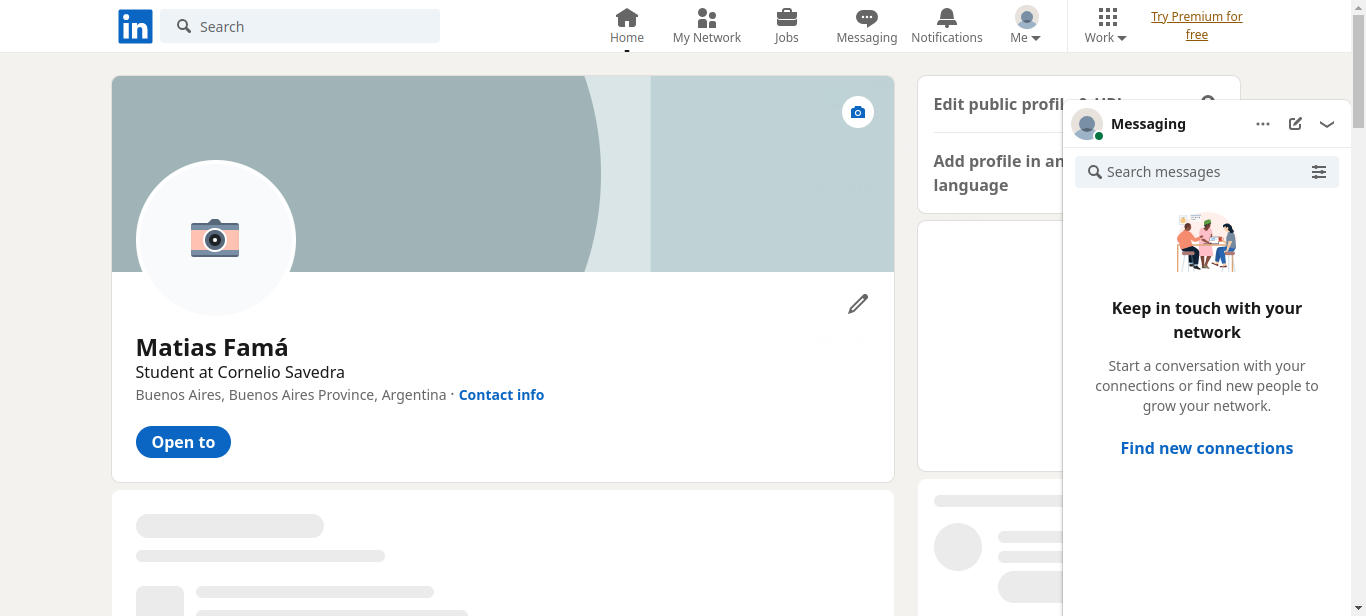 in
Search
Home
My Network
Jobs
Messaging
Notifications
Me
Work
Try Premium for
free
Edit public profil
Add profile in an
language
Matias Famá
Student at Cornelio Savedra
Buenos Aires, Buenos Aires Province, Argentina · Contact info
Open to
Messaging
Search messages
Keep in touch with your
network
Start a conversation with your
connections or find new people to
grow your network.
Find new connections